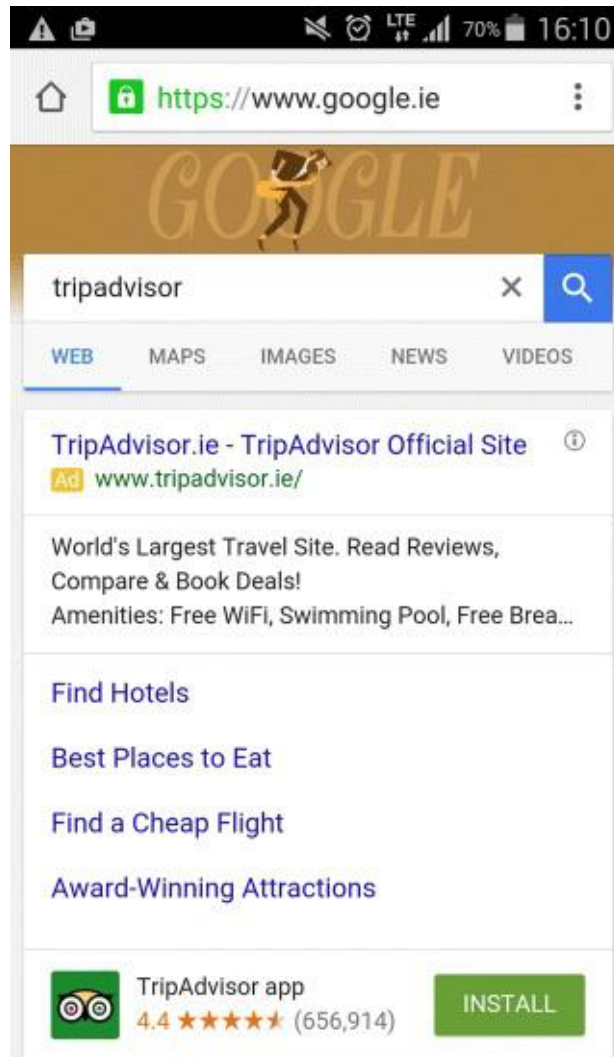 LTE 70% 16:10
https://www.google.ie
GOOGLE
tripadvisor
WEB MAPS IMAGES NEWS VIDEOS
TripAdvisor.ie - TripAdvisor Official Site
Ad www.tripadvisor.ie/
World's Largest Travel Site. Read Reviews,
Compare & Book Deals!
Amenities: Free WiFi, Swimming Pool, Free Brea...
Find Hotels
Best Places to Eat
Find a Cheap Flight
Award-Winning Attractions
TripAdvisor app
4.4 ★★★★★ (656,914)
INSTALL